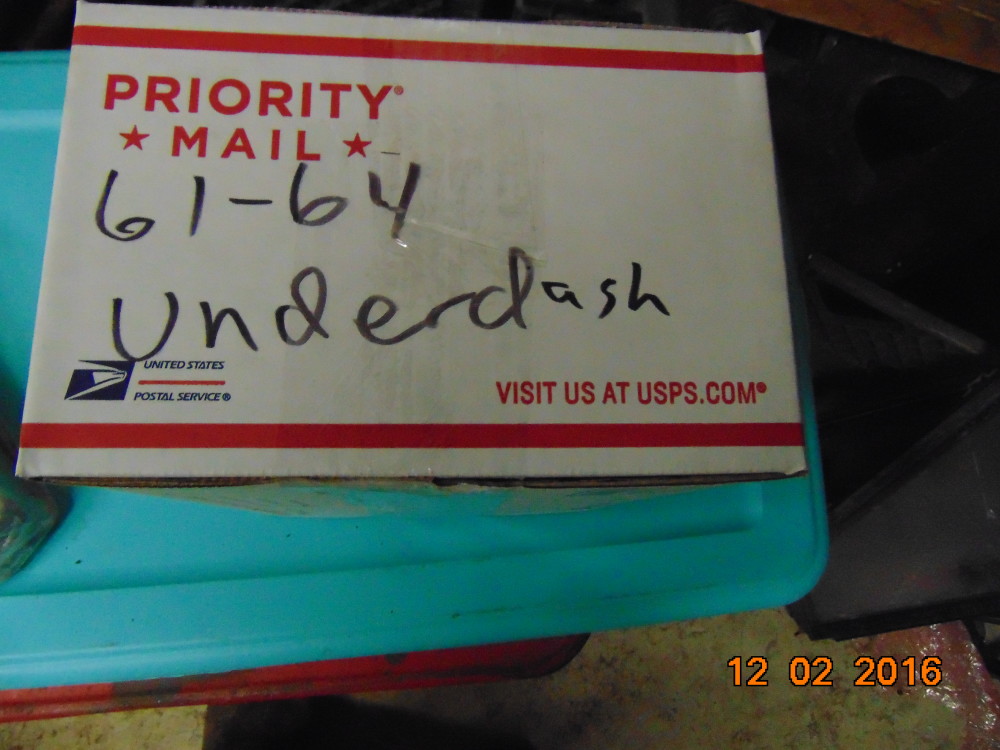 PRIORITY®
★ MAIL ★
61-64
Underdash
UNITED STATES
POSTAL SERVICE®
VISIT US AT USPS.COM®
12 02 2016